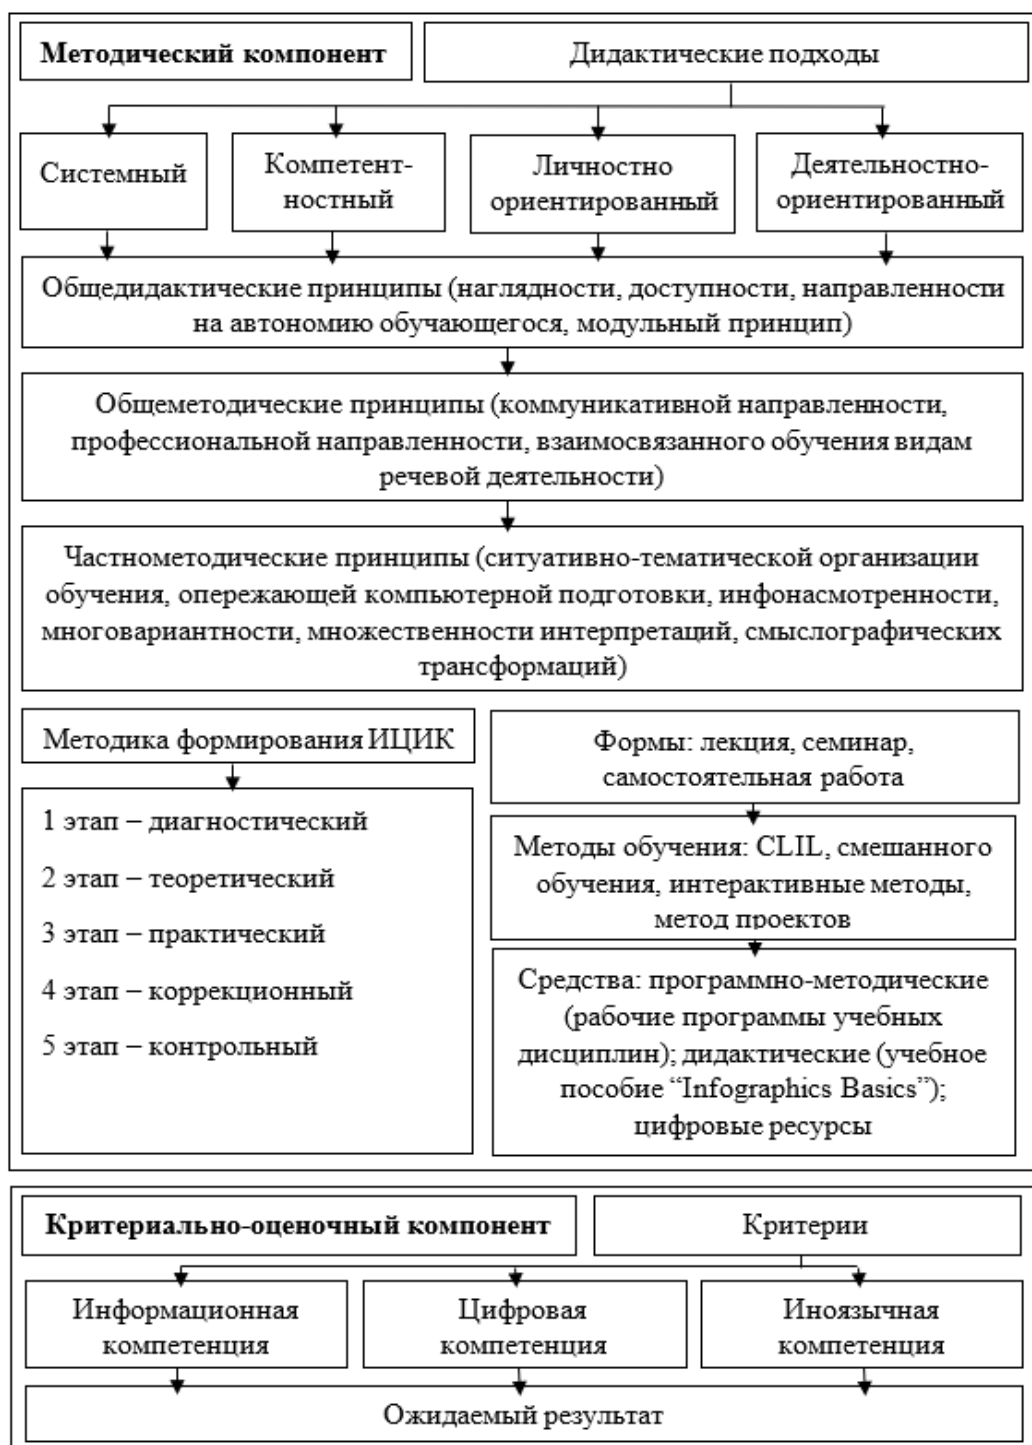 Методический компонент
Дидактические подходы
Системный
Компетент-
ностный
Личностно
ориентированный
Деятельностно-
ориентированный
Общедидактические принципы (наглядности, доступности, направленности
на автономию обучающегося, модульный принцип)
Общеметодические принципы (коммуникативной направленности,
профессиональной направленности, взаимосвязанного обучения видам
речевой деятельности)
Частнометодические принципы (ситуативно-тематической организации
обучения, опережающей компьютерной подготовки, инфонасмотренности,
многовариантности, множественности интерпретаций, смыслографических
трансформаций)
Методика формирования ИЦИК
1 этап – диагностический
2 этап – теоретический
3 этап – практический
4 этап – коррекционный
5 этап – контрольный
Формы: лекция, семинар,
самостоятельная работа
Методы обучения: CLIL, смешанного
обучения, интерактивные методы,
метод проектов
Средства: программно-методические
(рабочие программы учебных
дисциплин); дидактические (учебное
пособие “Infographics Basics”);
цифровые ресурсы
Критериально-оценочный компонент
Критерии
Информационная
компетенция
Цифровая
компетенция
Иноязычная
компетенция
Ожидаемый результат